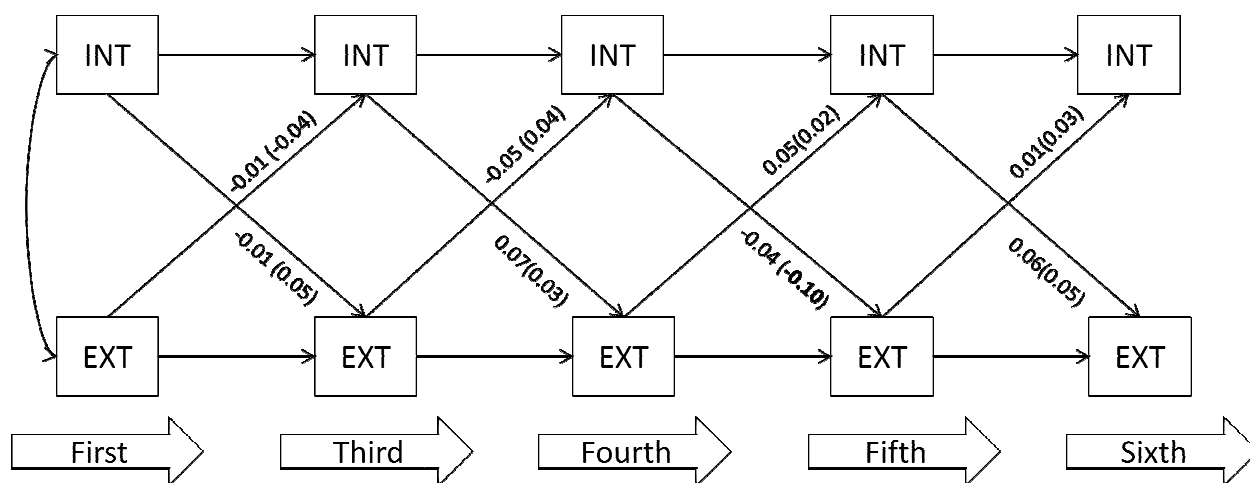 INT INT INT INT INT
-0.01 (-0.04) -0.05 (0.04) 0.05(0.02) 0.01(0.03)
-0.01 (0.05) 0.07(0.03) -0.04 (-0.10) 0.06(0.05)
EXT EXT EXT EXT EXT
First Third Fourth Fifth Sixth